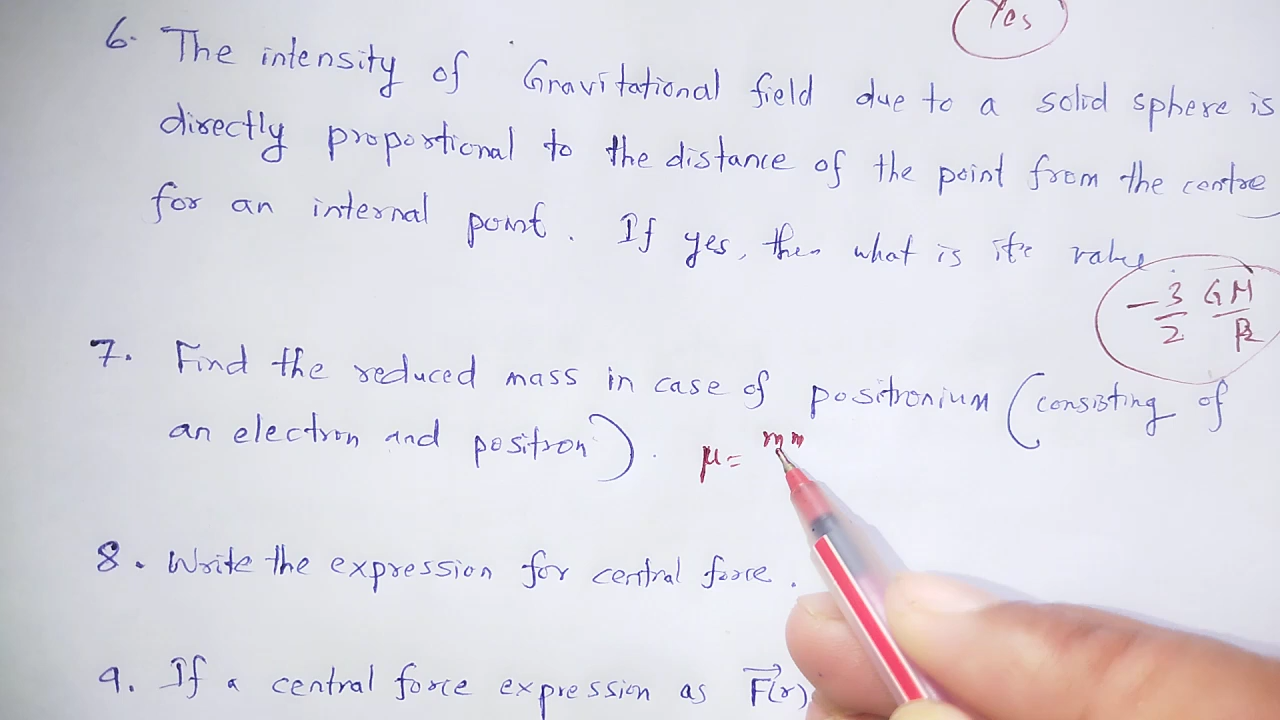 Yes
6. The intensity of Gravitational field due to a solid sphere is
directly proportional to the distance of the point from the centre
for an internal point. If yes, then what is its value
- 3/2 GM/R
7. Find the reduced mass in case of positronium (consisting of
an electron and positron). μ = m m
8. Write the expression for central force.
9. If a central force expression as F(r)